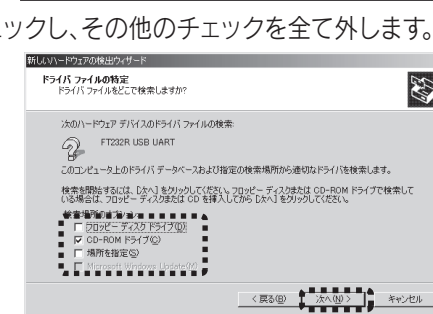 ェックし、その他のチェックを全て外します。
新しいハードウェアの検出ウィザード
ドライバ ファイルの特定
ドライバ ファイルをどこで検索しますか?
次のハードウェア デバイスのドライバ ファイルの検索:
FT232R USB UART
このコンピュータ上のドライバ データベースおよび指定の検索場所から適切なドライバを検索します。
検索を開始するには、[次へ] をクリックしてください。フロッピー ディスクまたは CD-ROM ドライブで検索して
いる場合は、フロッピー ディスクまたは CD を挿入してから [次へ] をクリックしてください。
検索場所のオプション:
フロッピー ディスク ドライブ(D)
CD-ROM ドライブ(C)
場所を指定(S)
Microsoft Windows Update(M)
< 戻る(B) 次へ(N) > キャンセル